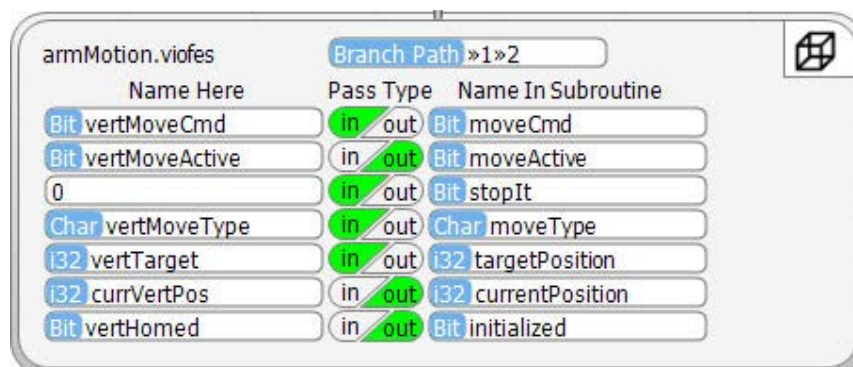 armMotion.viofes Branch Path »1»2
Name Here Pass Type Name In Subroutine
Bit vertMoveCmd in out Bit moveCmd
Bit vertMoveActive in out Bit moveActive
0 in out Bit stopIt
Char vertMoveType in out Char moveType
i32 vertTarget in out i32 targetPosition
i32 currVertPos in out i32 currentPosition
Bit vertHomed in out Bit initialized